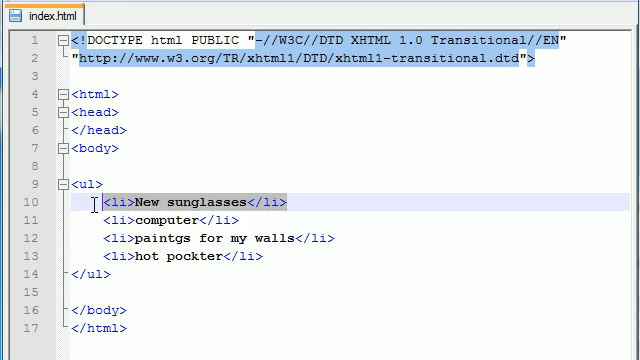 index.html
1 <!DOCTYPE html PUBLIC "-//W3C//DTD XHTML 1.0 Transitional//EN"
2 "http://www.w3.org/TR/xhtml1/DTD/xhtml1-transitional.dtd">
3
4 <html>
5 <head>
6 </head>
7 <body>
8
9 <ul>
10 <li>New sunglasses</li>
11 <li>computer</li>
12 <li>paintgs for my walls</li>
13 <li>hot pockter</li>
14 </ul>
15
16 </body>
17 </html>